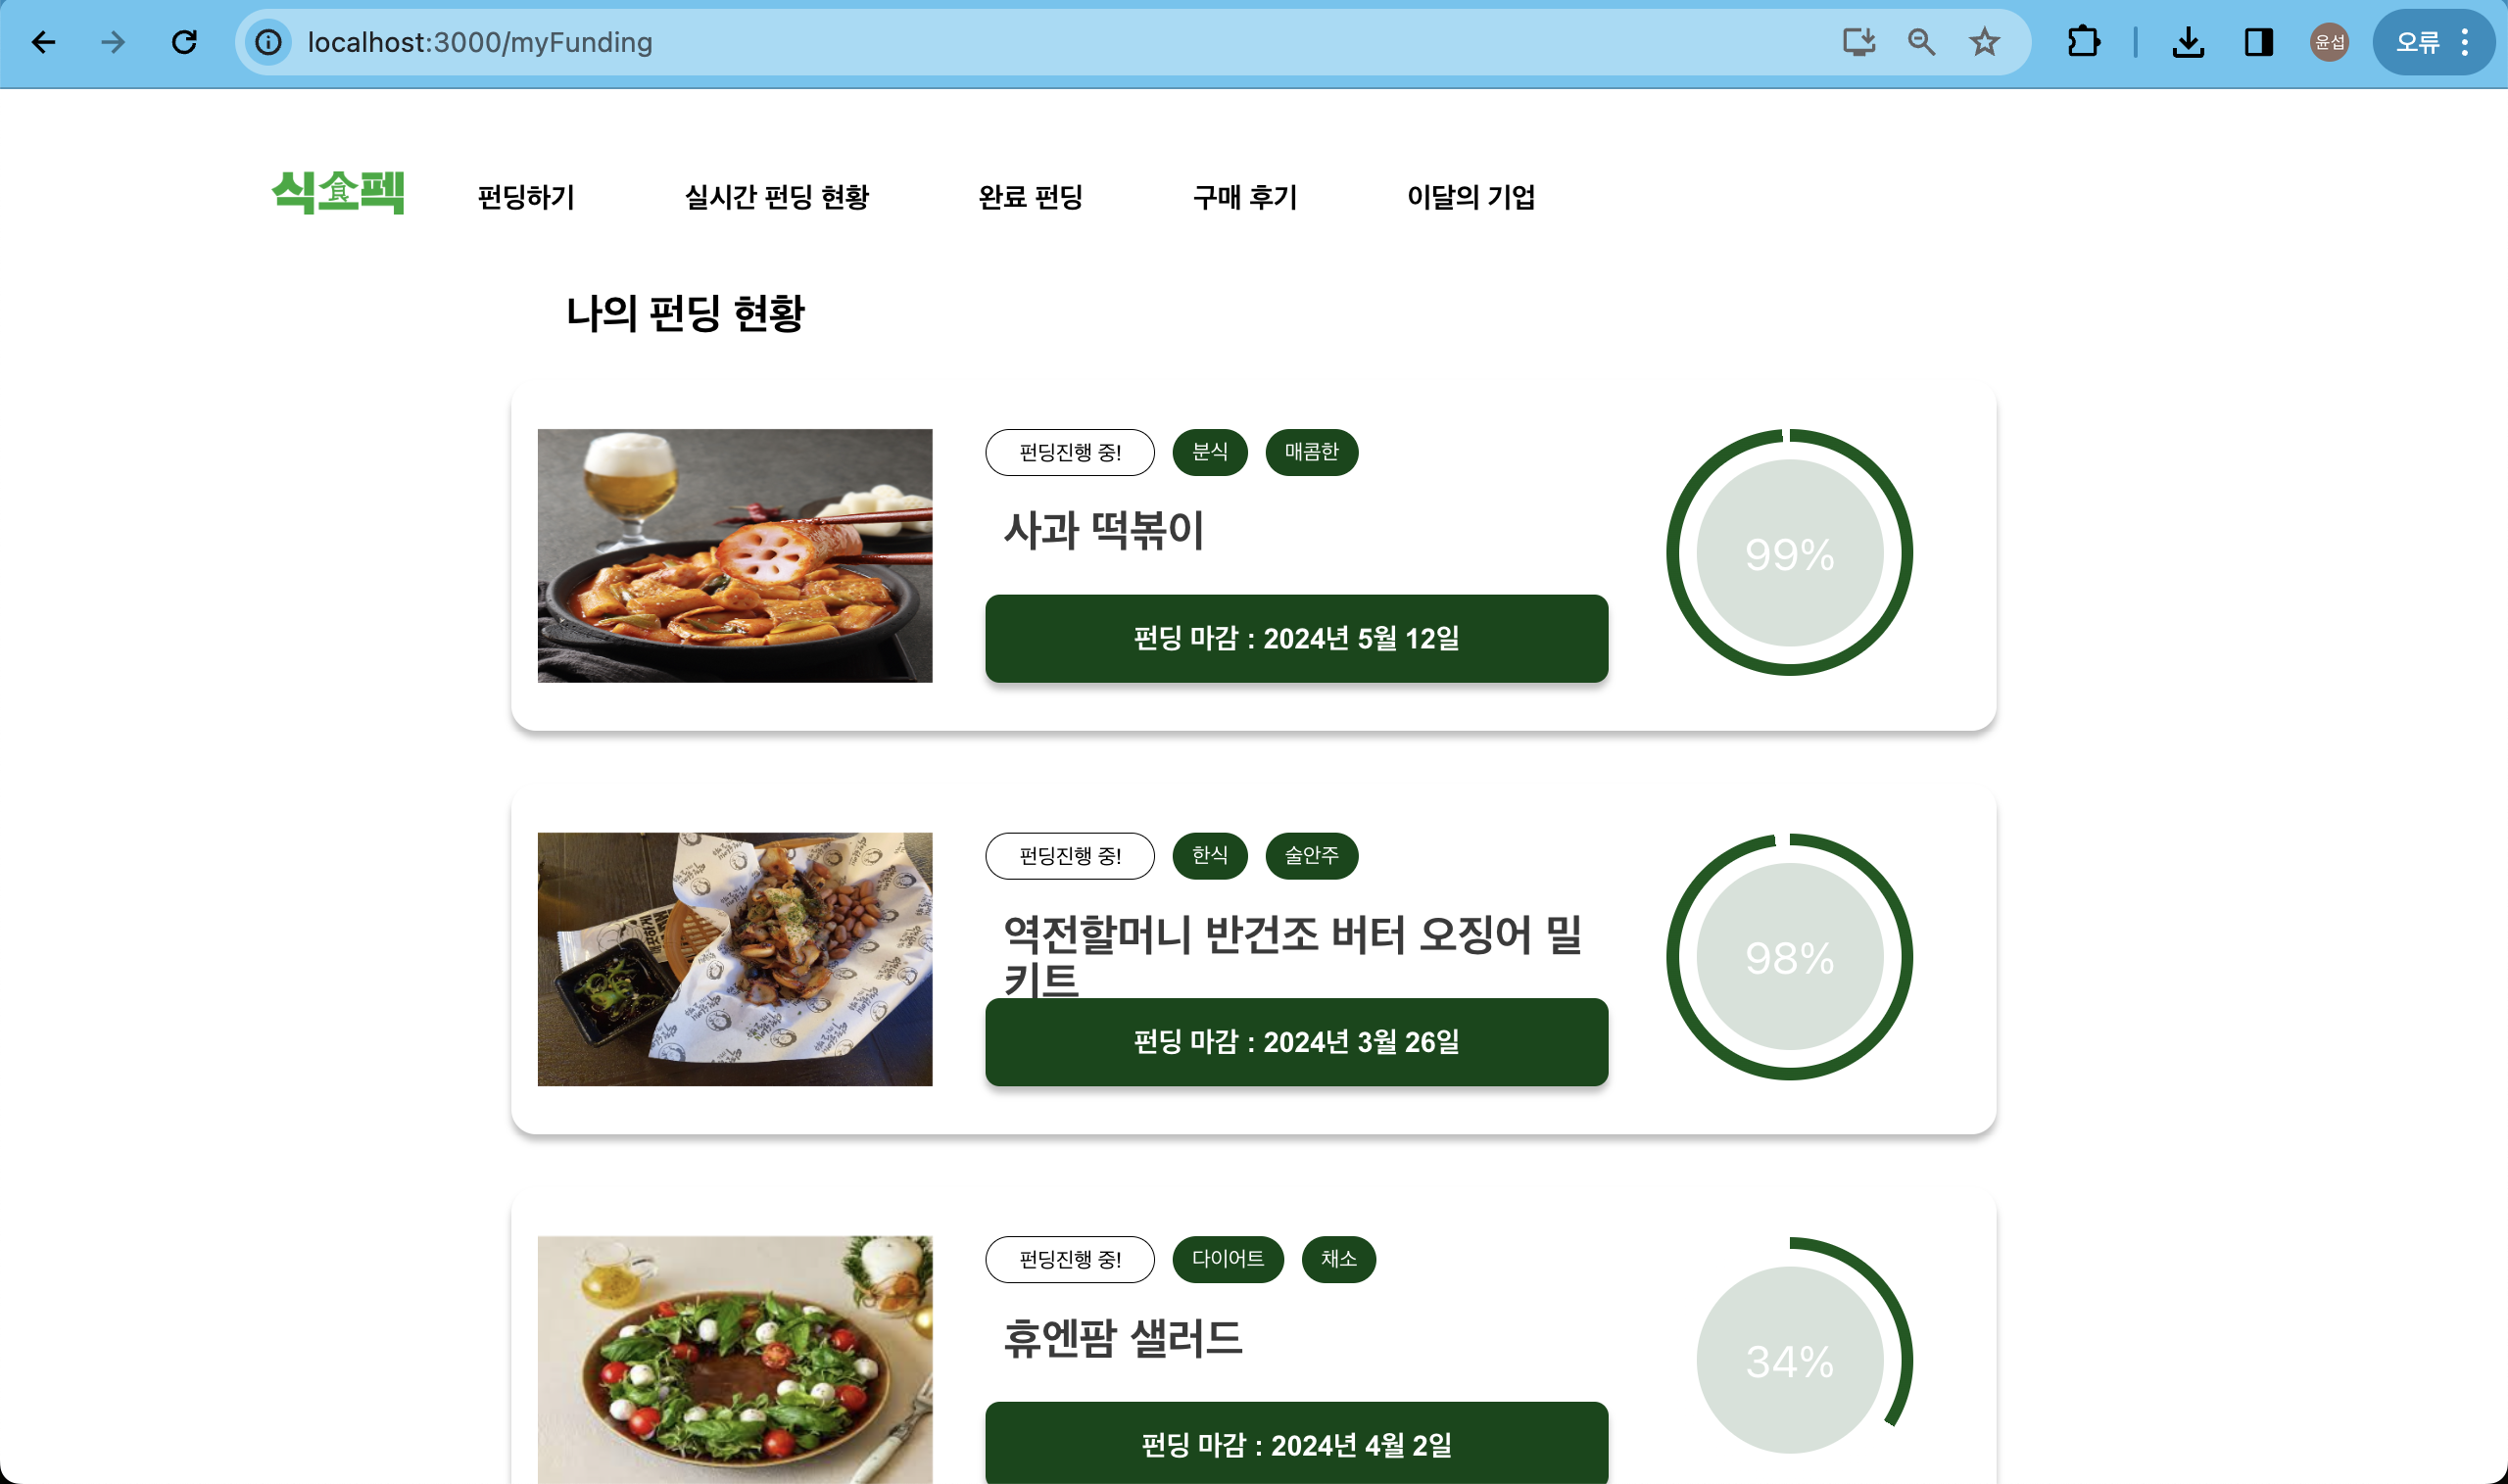 localhost:3000/myFunding
윤섭
오류
식소펙
食
펀딩하기
실시간 펀딩 현황
완료 펀딩
구매 후기
이달의 기업
나의 펀딩 현황
펀딩진행 중!
분식
매콤한
사과 떡볶이
펀딩 마감 : 2024년 5월 12일
99%
펀딩진행 중!
한식
술안주
역전할머니 반건조 버터 오징어 밀
키트
펀딩 마감 : 2024년 3월 26일
98%
펀딩진행 중!
다이어트
채소
휴엔팜 샐러드
펀딩 마감 : 2024년 4월 2일
34%